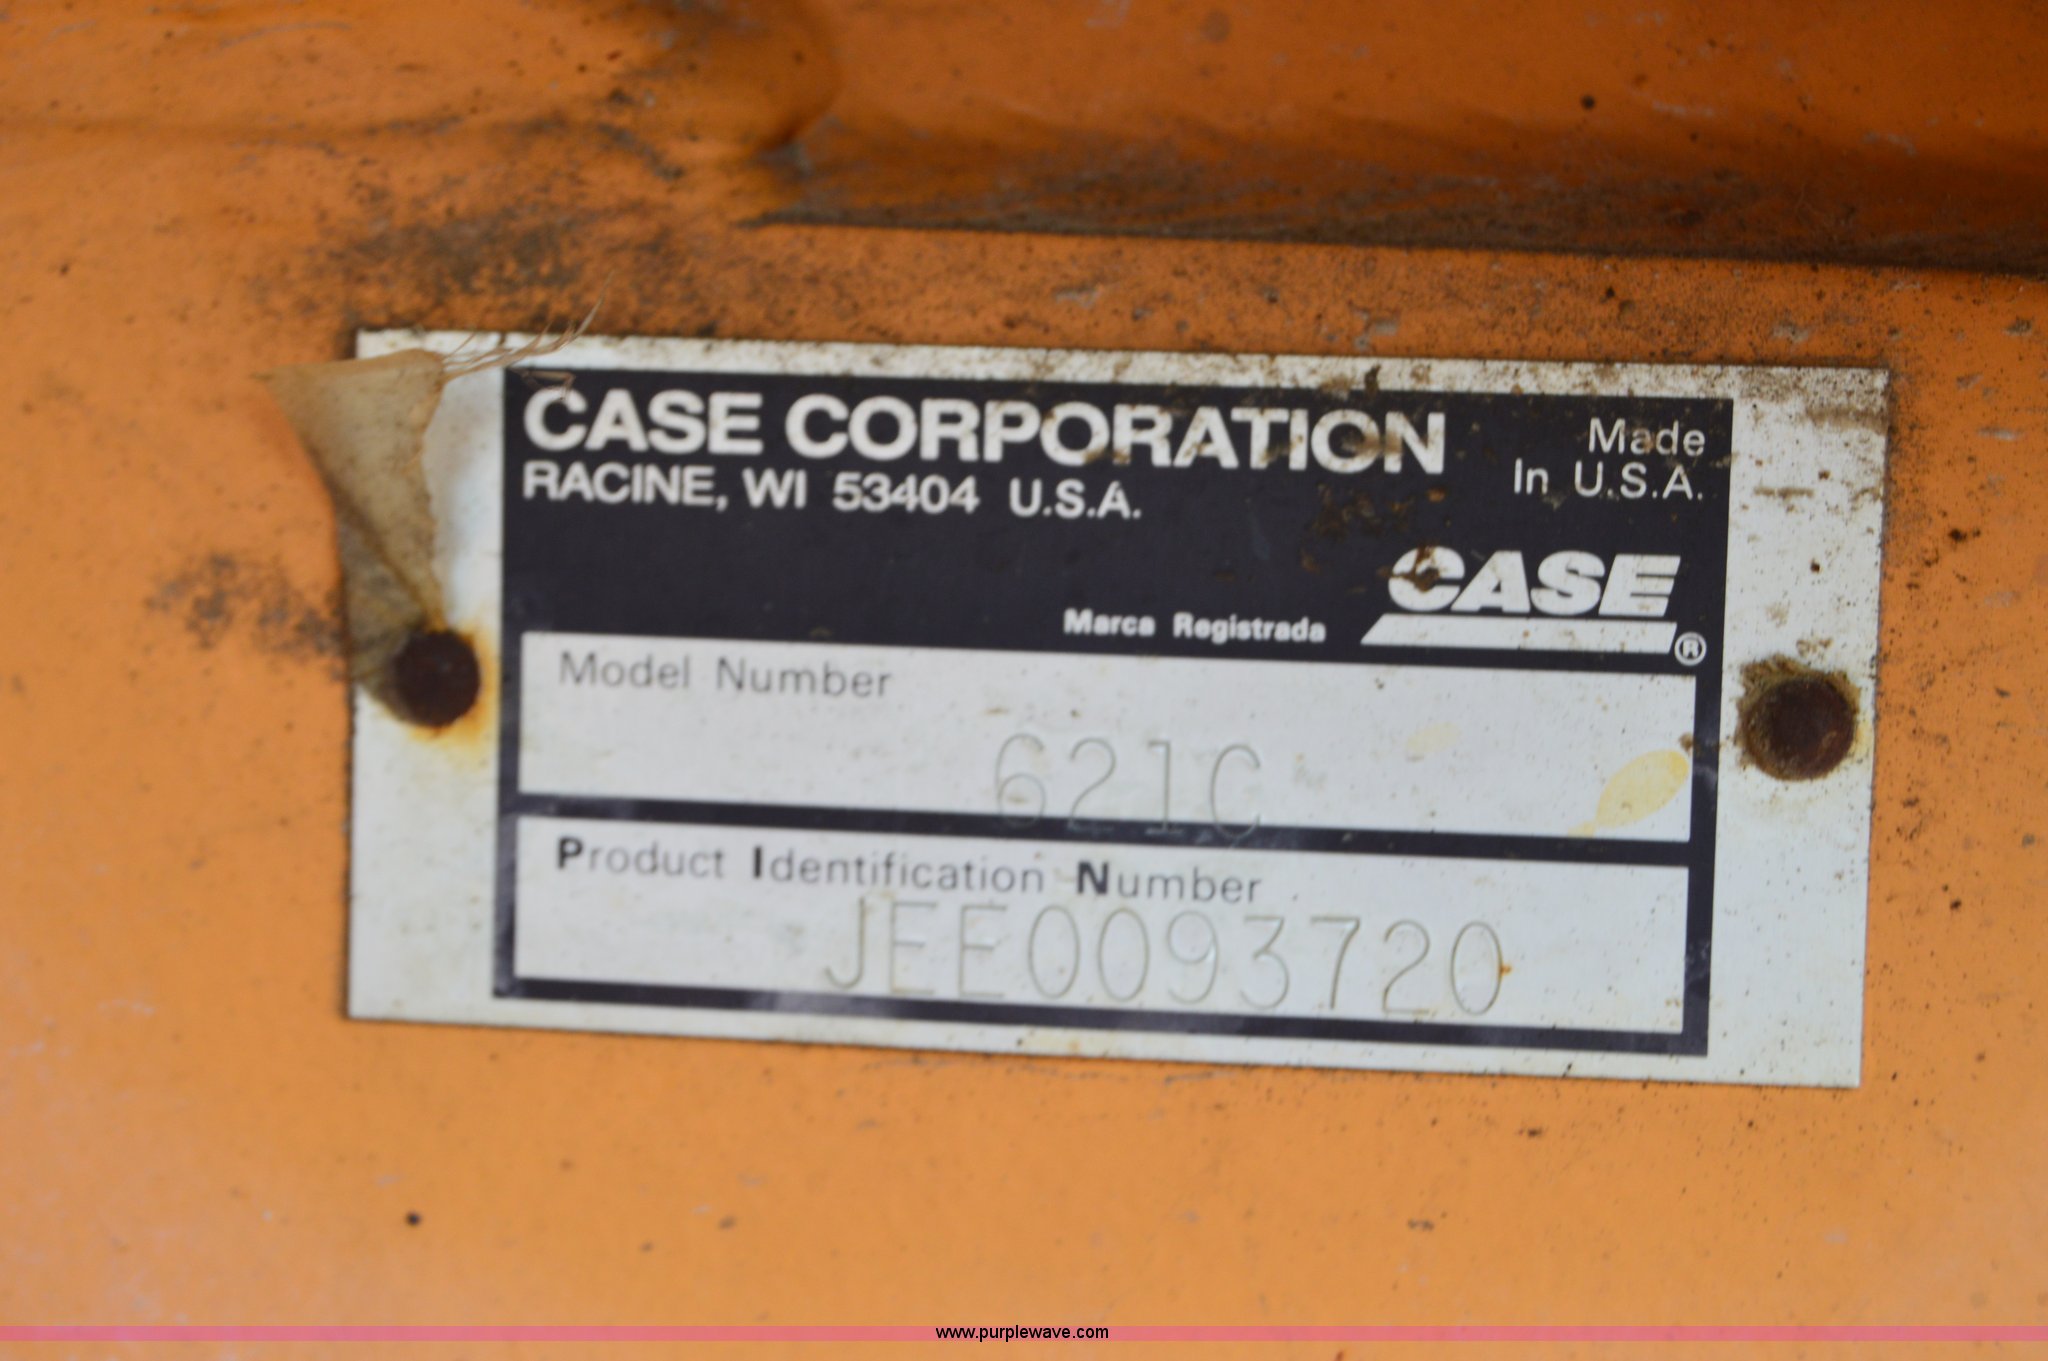 CASE CORPORATION
RACINE, WI 53404 U.S.A.
Made
In U.S.A.
CASE
Marca Registrada
®
Model Number
621C
Product Identification Number
JEE0093720
www.purplewave.com